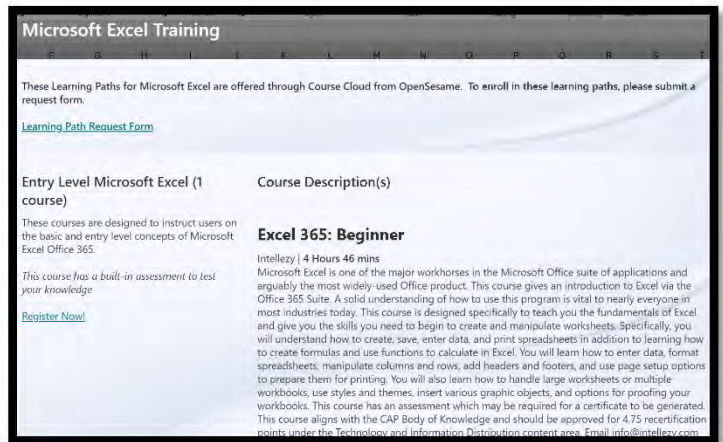 Microsoft Excel Training
F G H I L K L M N O P Q R S T
These Learning Paths for Microsoft Excel are offered through Course Cloud from OpenSesame. To enroll in these learning paths, please submit a
request form.
Learning Path Request Form
Entry Level Microsoft Excel (1
course)
These courses are designed to instruct users on
the basic and entry level concepts of Microsoft
Excel Office 365.
This course has a built-in assessment to test
your knowledge
Register Now!
Course Description(s)
Excel 365: Beginner
Intellezy | 4 Hours 46 mins
Microsoft Excel is one of the major workhorses in the Microsoft Office suite of applications and
arguably the most widely-used Office product. This course gives an introduction to Excel via the
Office 365 Suite. A solid understanding of how to use this program is vital to nearly everyone in
most industries today. This course is designed specifically to teach you the fundamentals of Excel
and give you the skills you need to begin to create and manipulate worksheets. Specifically, you
will understand how to create, save, enter data, and print spreadsheets in addition to learning how
to create formulas and use functions to calculate in Excel. You will learn how to enter data, format
spreadsheets, manipulate columns and rows, add headers and footers, and use page setup options
to prepare them for printing. You will also learn how to handle large worksheets or multiple
workbooks, use styles and themes, insert various graphic objects, and options for proofing your
workbooks. This course has an assessment which may be required for a certificate to be generated.
This course aligns with the CAP Body of Knowledge and should be approved for 4.75 recertification
points under the Technology and Information Distribution content area. Email info@intellezy.com